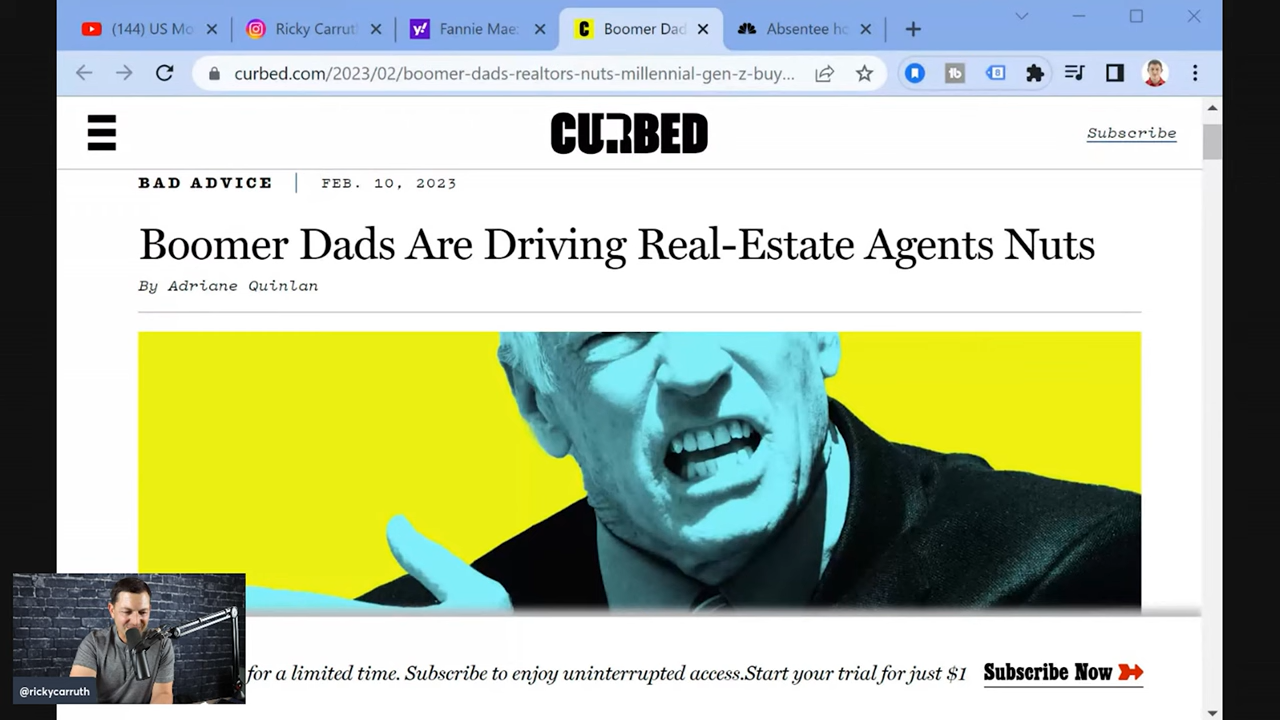 (144) US Mo
Ricky Carrut
Fannie Mae:
Boomer Dad
Absentee ho
curbed.com/2023/02/boomer-dads-realtors-nuts-millennial-gen-z-buy...
CURBED
Subscribe
BAD ADVICE | FEB. 10, 2023
Boomer Dads Are Driving Real-Estate Agents Nuts
By Adriane Quinlan
for a limited time. Subscribe to enjoy uninterrupted access.Start your trial for just $1
Subscribe Now
@rickycarruth